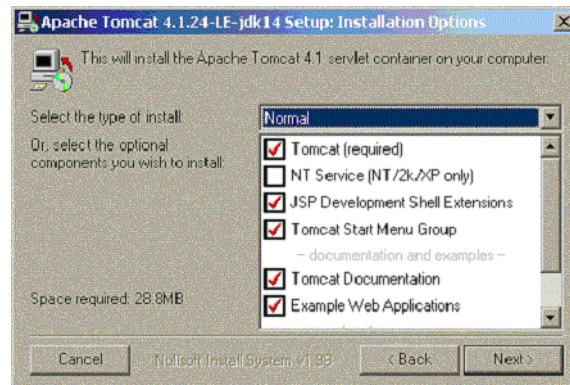 Apache Tomcat 4.1.24-LE-jdk14 Setup: Installation Options
This will install the Apache Tomcat 4.1 servlet container on your computer.
Select the type of install:
Normal
Or, select the optional
components you wish to install:
Tomcat (required)
NT Service (NT/2k/XP only)
JSP Development Shell Extensions
Tomcat Start Menu Group
– documentation and examples –
Tomcat Documentation
Example Web Applications
Space required: 28.8MB
Cancel
Nullsoft Install System v1.98
< Back
Next >